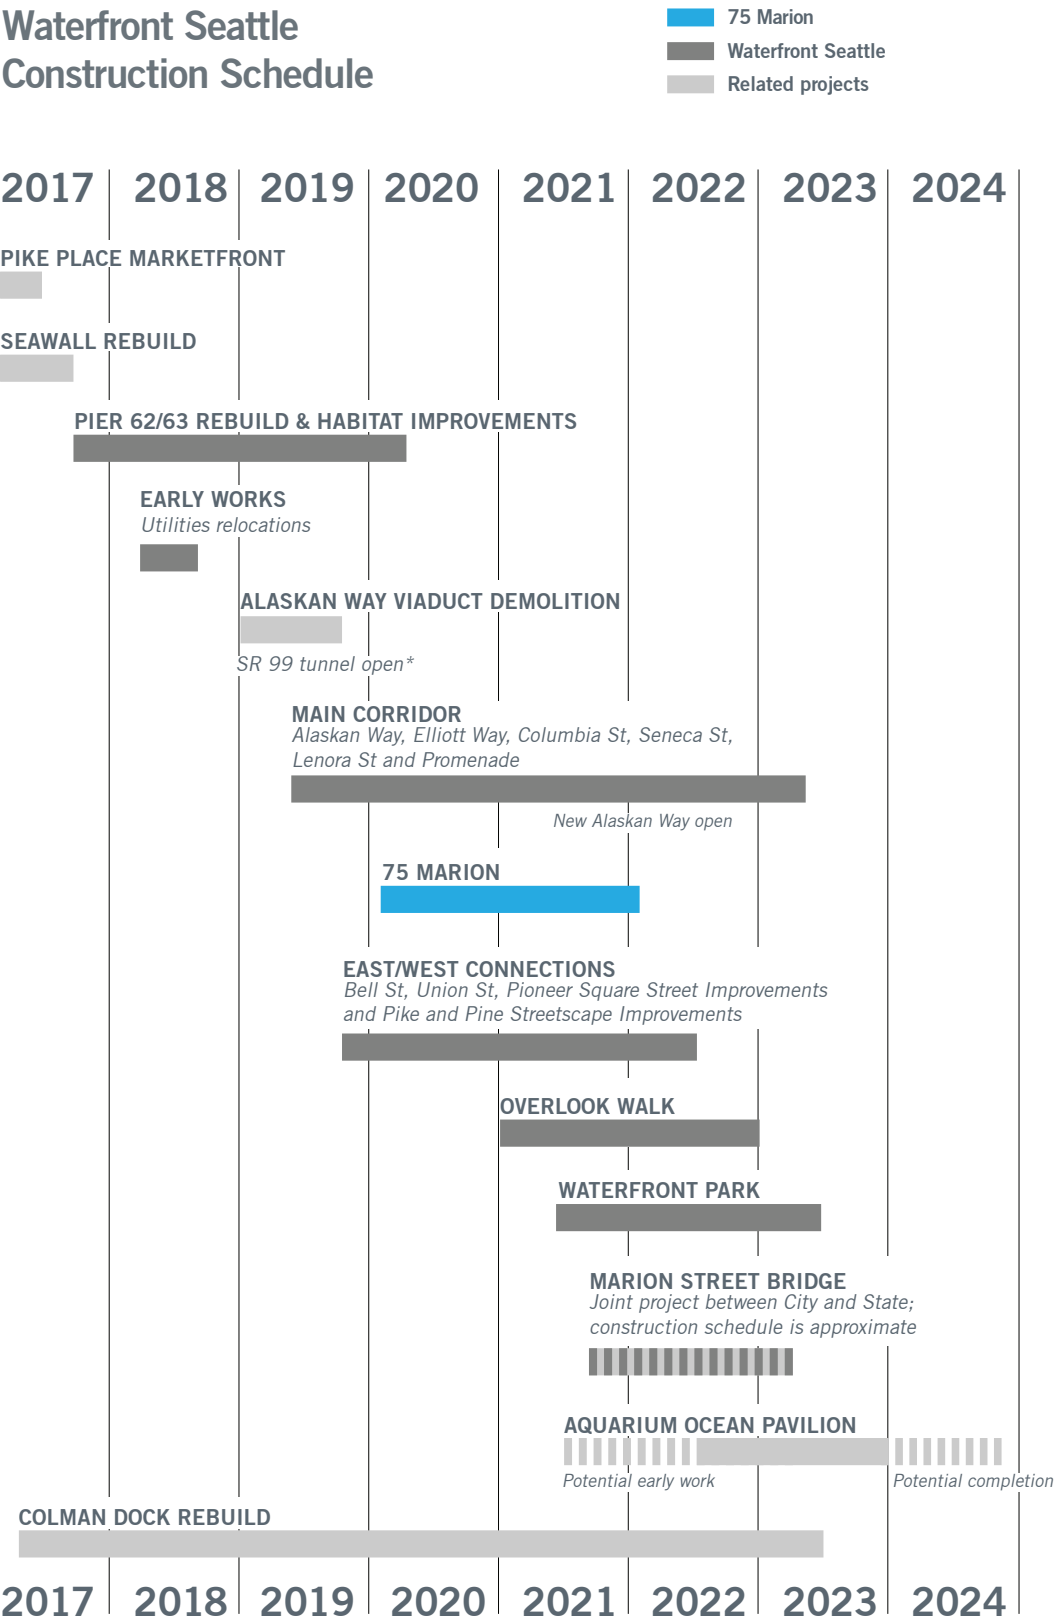 Waterfront Seattle
Construction Schedule
75 Marion
Waterfront Seattle
Related projects
2017 2018 2019 2020 2021 2022 2023 2024
PIKE PLACE MARKETFRONT
SEAWALL REBUILD
PIER 62/63 REBUILD & HABITAT IMPROVEMENTS
EARLY WORKS
Utilities relocations
ALASKAN WAY VIADUCT DEMOLITION
SR 99 tunnel open*
MAIN CORRIDOR
Alaskan Way, Elliott Way, Columbia St, Seneca St,
Lenora St and Promenade
New Alaskan Way open
75 MARION
EAST/WEST CONNECTIONS
Bell St, Union St, Pioneer Square Street Improvements
and Pike and Pine Streetscape Improvements
OVERLOOK WALK
WATERFRONT PARK
MARION STREET BRIDGE
Joint project between City and State;
construction schedule is approximate
AQUARIUM OCEAN PAVILION
Potential early work Potential completion
COLMAN DOCK REBUILD
2017 2018 2019 2020 2021 2022 2023 2024